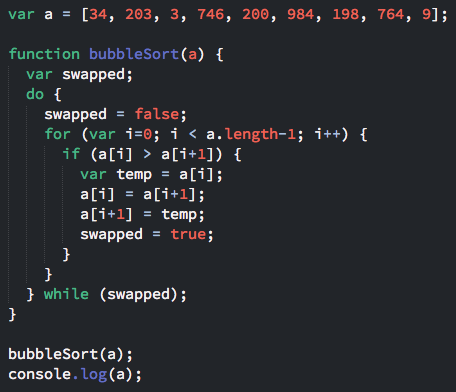 var a = [34, 203, 3, 746, 200, 984, 198, 764, 9];

function bubbleSort(a) {
  var swapped;
  do {
    swapped = false;
    for (var i=0; i < a.length-1; i++) {
      if (a[i] > a[i+1]) {
        var temp = a[i];
        a[i] = a[i+1];
        a[i+1] = temp;
        swapped = true;
      }
    }
  } while (swapped);
}

bubbleSort(a);
console.log(a);